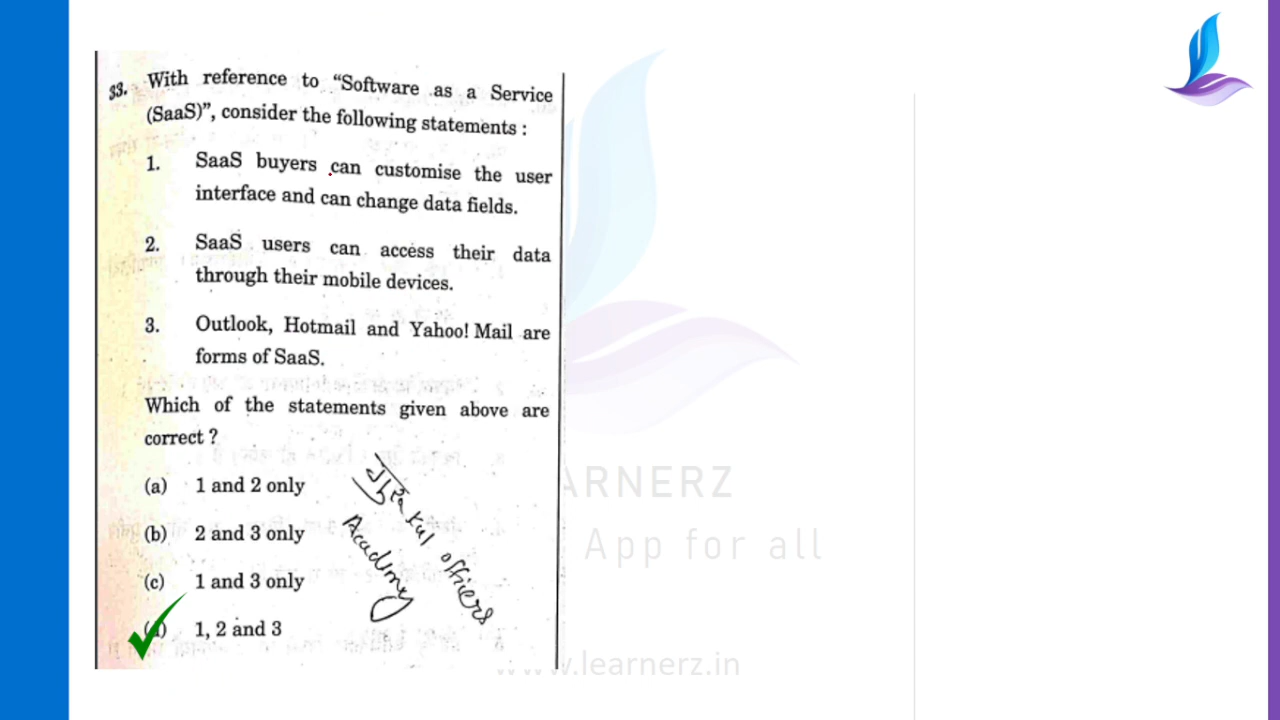 33. With reference to “Software as a Service
(SaaS)”, consider the following statements :
1. SaaS buyers can customise the user
interface and can change data fields.
2. SaaS users can access their data
through their mobile devices.
3. Outlook, Hotmail and Yahoo! Mail are
forms of SaaS.
Which of the statements given above are
correct ?
(a) 1 and 2 only
(b) 2 and 3 only
(c) 1 and 3 only
(d) 1, 2 and 3
officers
Academy
ARNERZ
App for all
www.learnerz.in